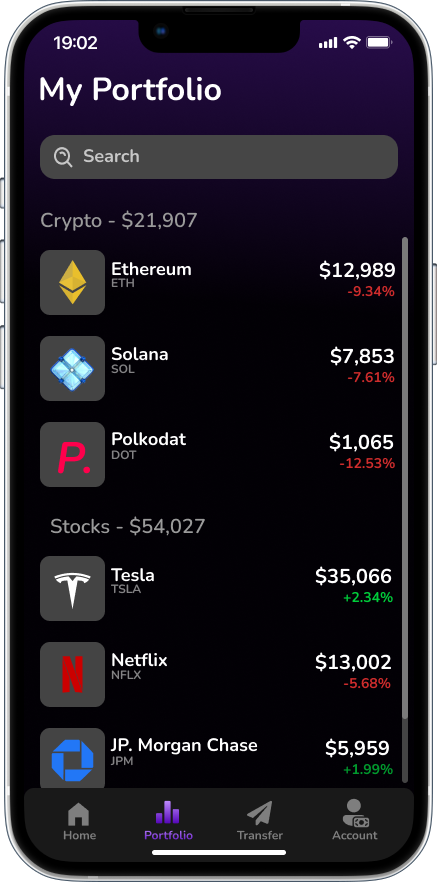 19:02
My Portfolio
Search
Crypto - $21,907
Ethereum $12,989
ETH -9.34%
Solana $7,853
SOL -7.61%
P.
Polkodat $1,065
DOT -12.53%
Stocks - $54,027
Tesla $35,066
TSLA +2.34%
N
Netflix $13,002
NFLX -5.68%
JP. Morgan Chase $5,959
JPM +1.99%
Home Portfolio Transfer Account